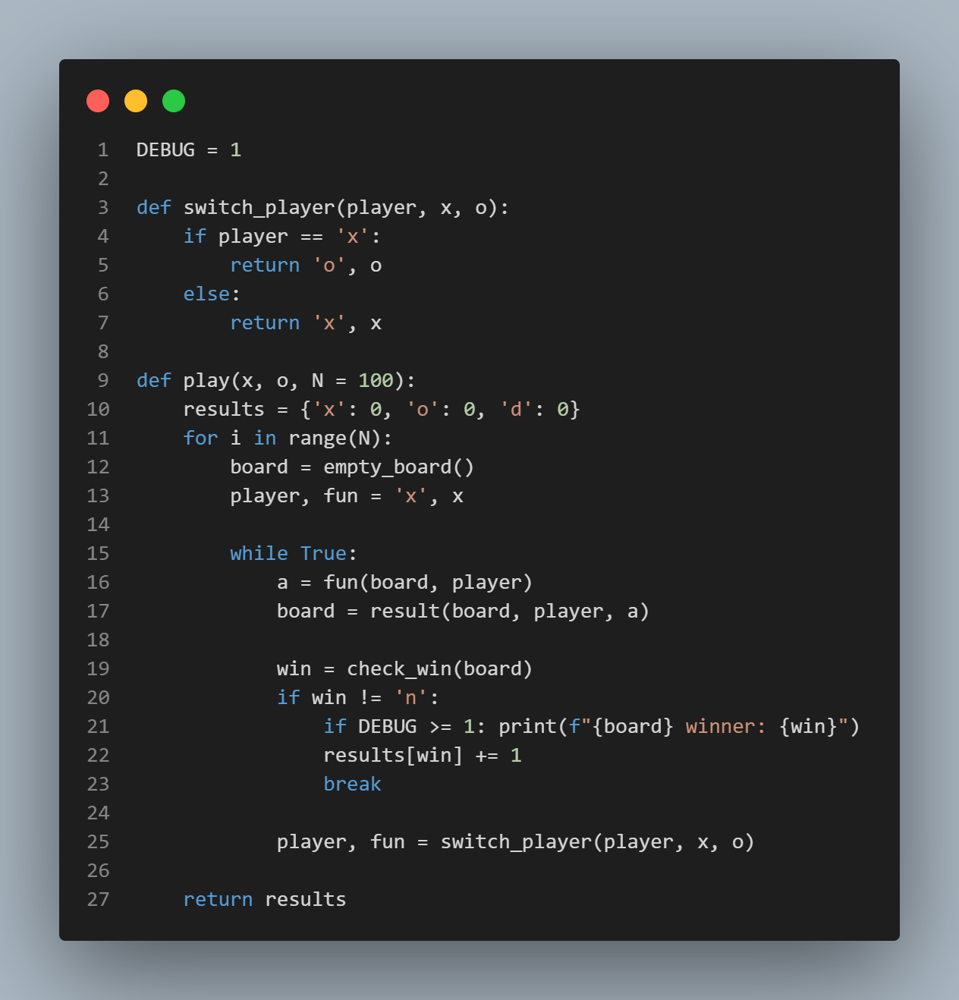 1 DEBUG = 1
2
3 def switch_player(player, x, o):
4     if player == 'x':
5         return 'o', o
6     else:
7         return 'x', x
8
9 def play(x, o, N = 100):
10     results = {'x': 0, 'o': 0, 'd': 0}
11     for i in range(N):
12         board = empty_board()
13         player, fun = 'x', x
14
15         while True:
16             a = fun(board, player)
17             board = result(board, player, a)
18
19             win = check_win(board)
20             if win != 'n':
21                 if DEBUG >= 1: print(f"{board} winner: {win}")
22                 results[win] += 1
23                 break
24
25             player, fun = switch_player(player, x, o)
26
27     return results